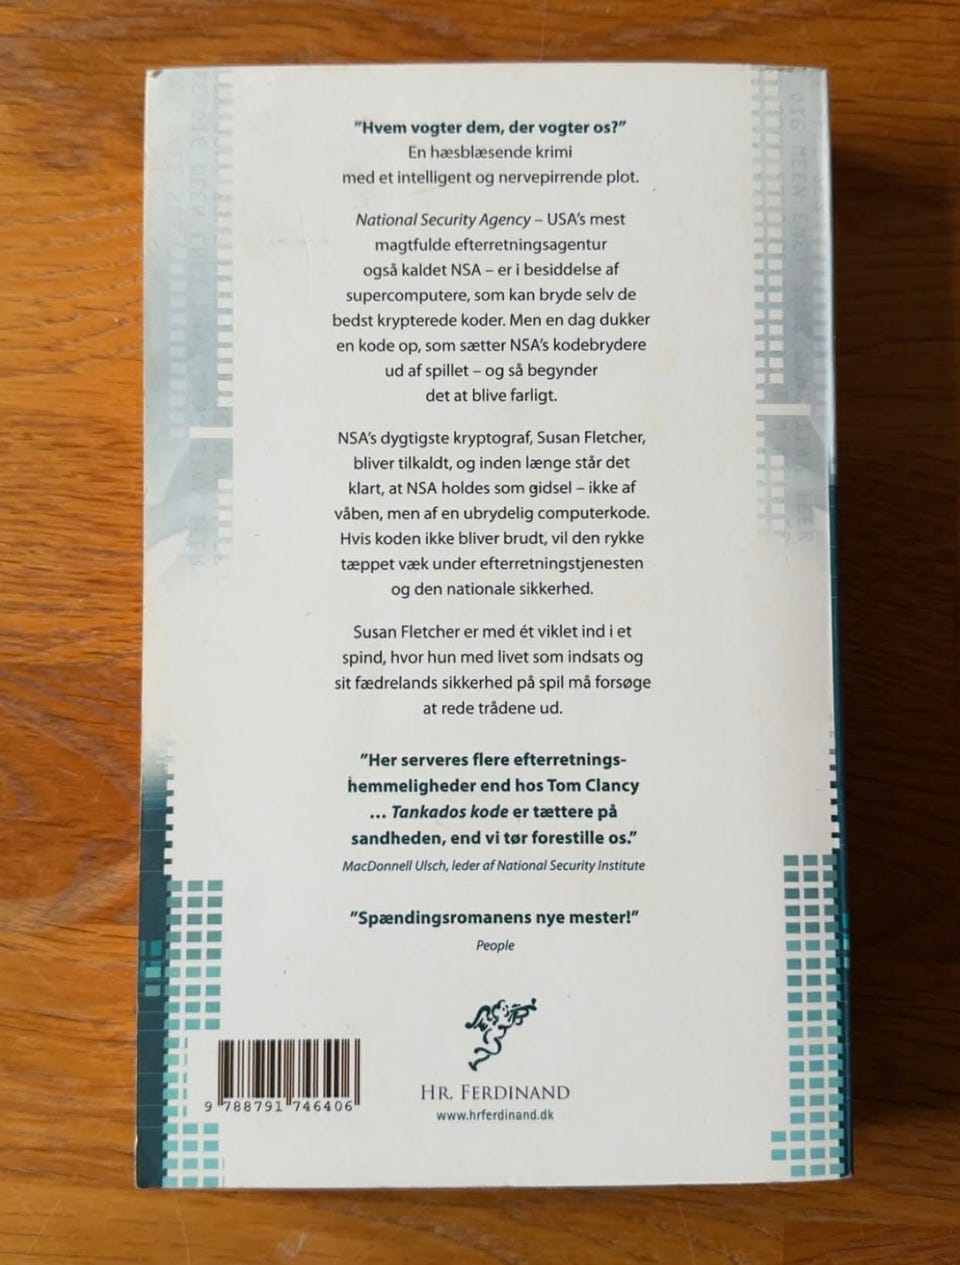 ”Hvem vogter dem, der vogter os?”
En hæsblæsende krimi
med et intelligent og nervepirrende plot.
National Security Agency – USA’s mest
magtfulde efterretningsagentur
også kaldet NSA – er i besiddelse af
supercomputere, som kan bryde selv de
bedst krypterede koder. Men en dag dukker
en kode op, som sætter NSA’s kodebrydere
ud af spillet – og så begynder
det at blive farligt.
NSA’s dygtigste kryptograf, Susan Fletcher,
bliver tilkaldt, og inden længe står det
klart, at NSA holdes som gidsel – ikke af
våben, men af en ubrydelig computerkode.
Hvis koden ikke bliver brudt, vil den rykke
tæppet væk under efterretningstjenesten
og den nationale sikkerhed.
Susan Fletcher er med ét viklet ind i et
spind, hvor hun med livet som indsats og
sit fædrelands sikkerhed på spil må forsøge
at rede trådene ud.
”Her serveres flere efterretnings-
hemmeligheder end hos Tom Clancy
... Tankados kode er tættere på
sandheden, end vi tør forestille os.”
MacDonnell Ulsch, leder af National Security Institute
”Spændingsromanens nye mester!”
People
9 788791 746406
HR. FERDINAND
www.hrferdinand.dk